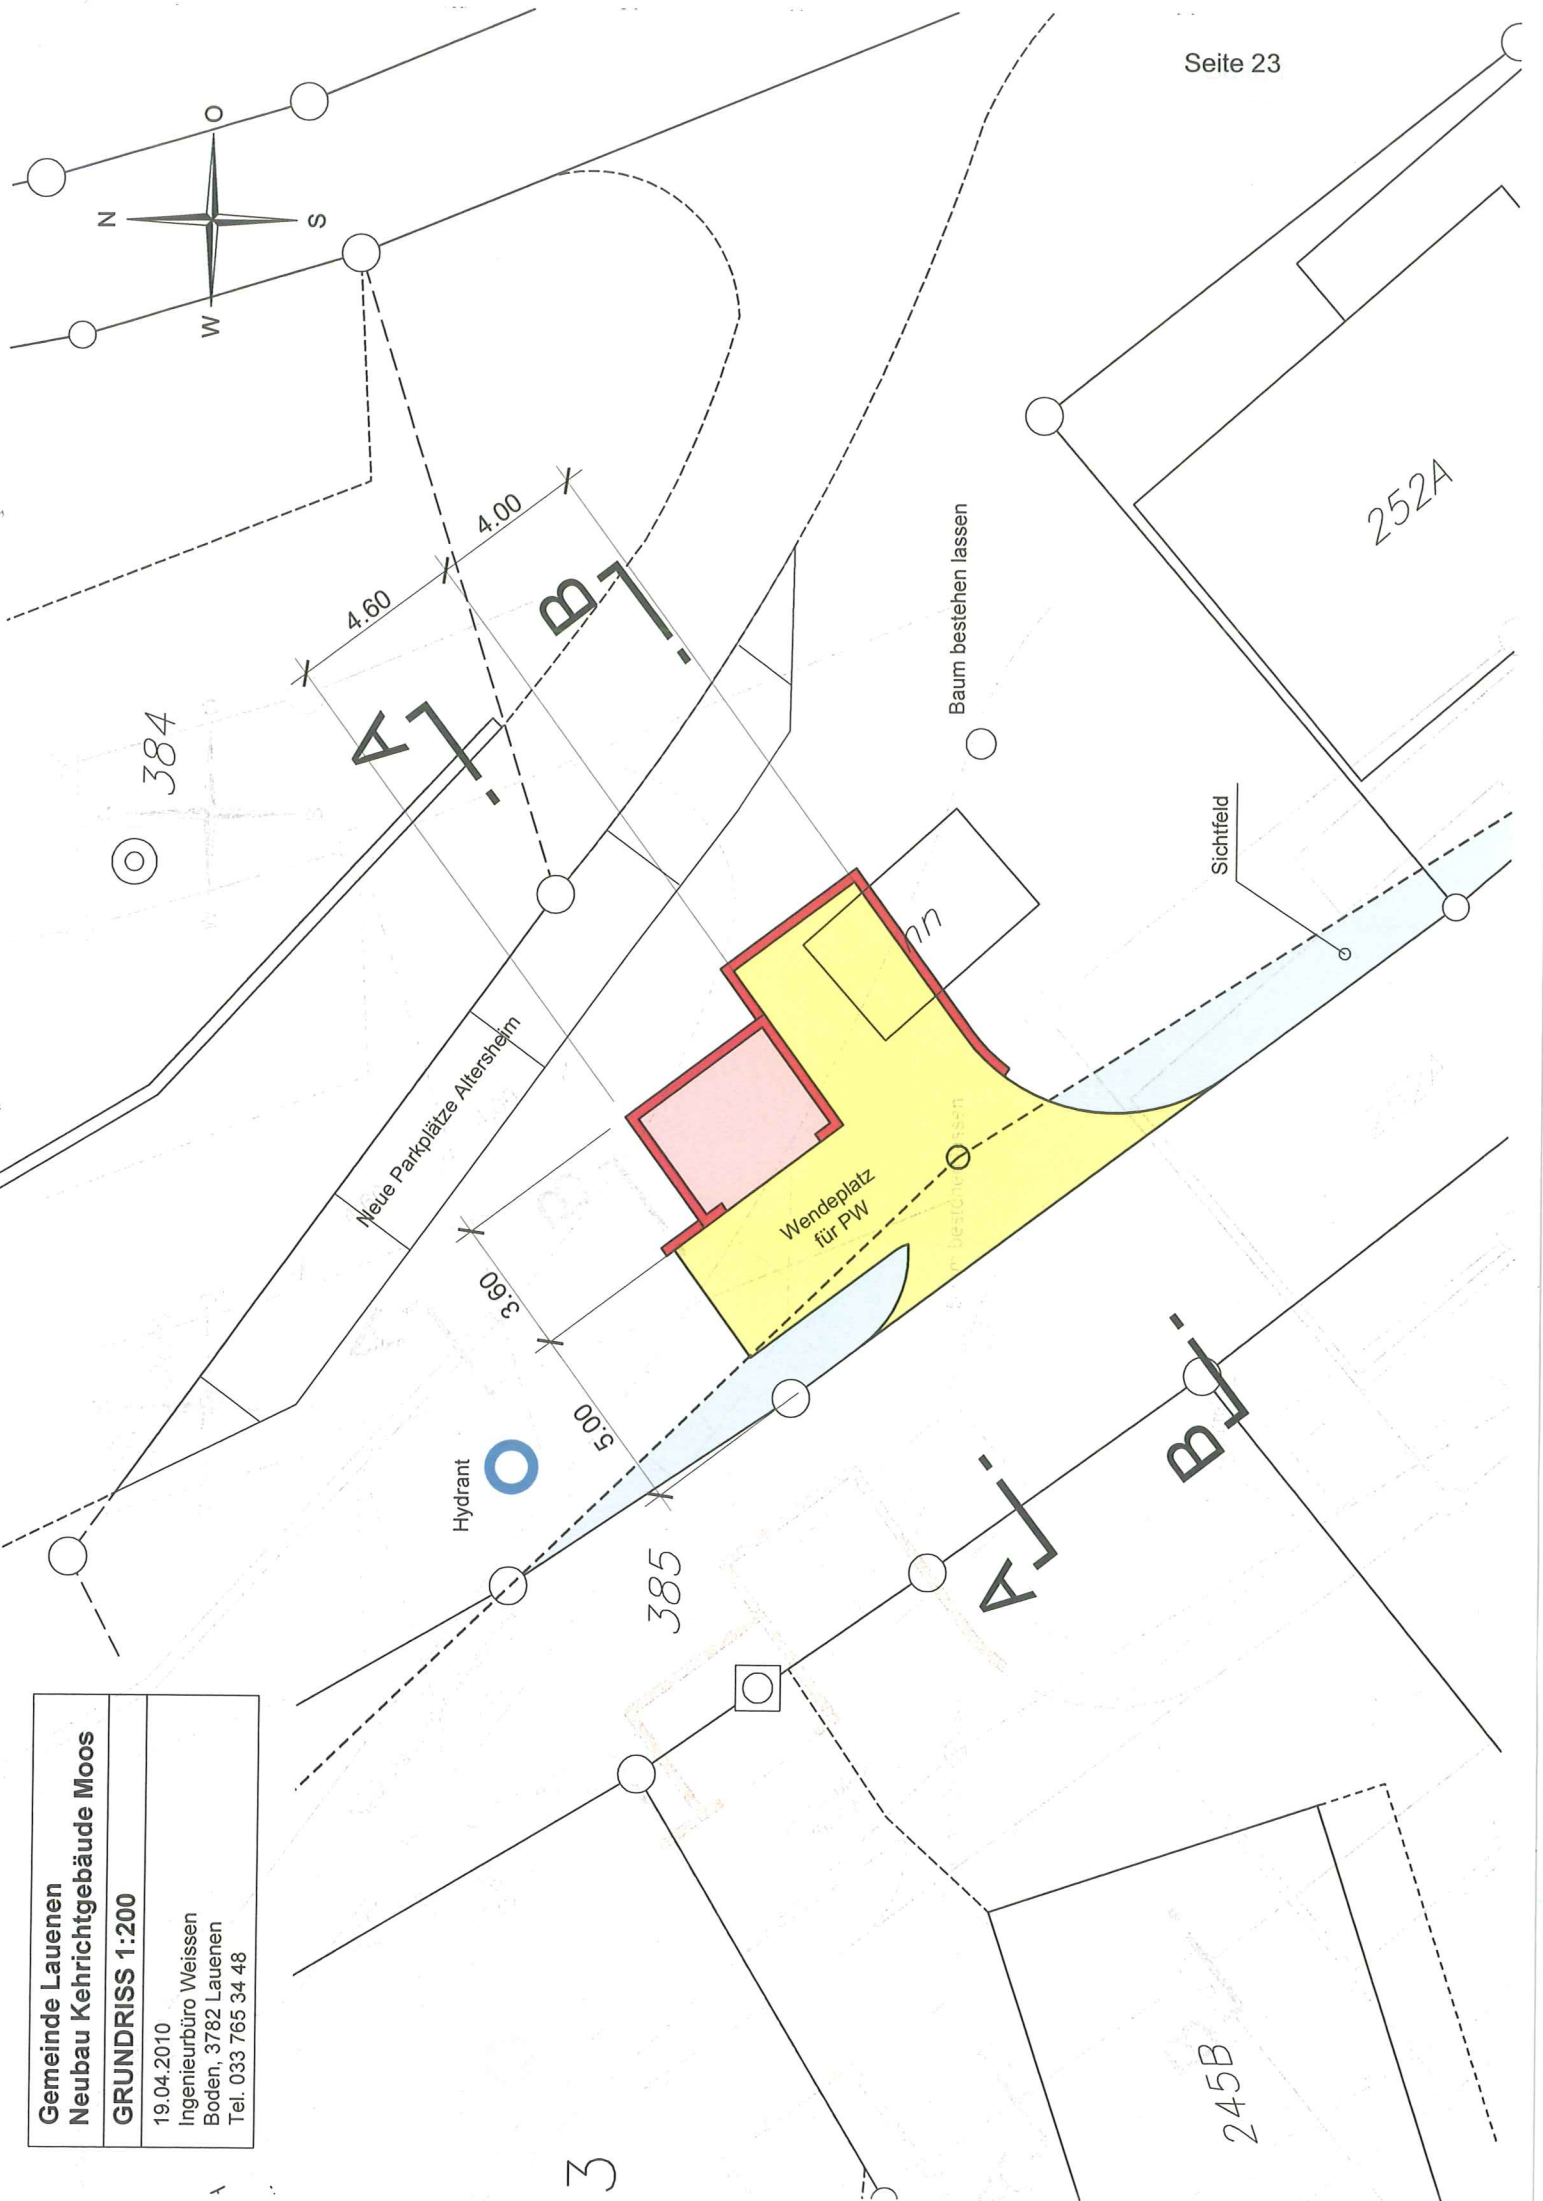 Seite 23
Gemeinde Lauenen
Neubau Kehrichtgebäude Moos
GRUNDRISS 1:200
19.04.2010
Ingenieurbüro Weissen
Boden, 3782 Lauenen
Tel. 033 765 34 48
N
O
S
W
384
4.60
4.00
A
B
Neue Parkplätze Altersheim
Baum bestehen lassen
252A
Sichtfeld
nn
Wendeplatz
für PW
3.60
5.00
Hydrant
385
A
B
3
245B